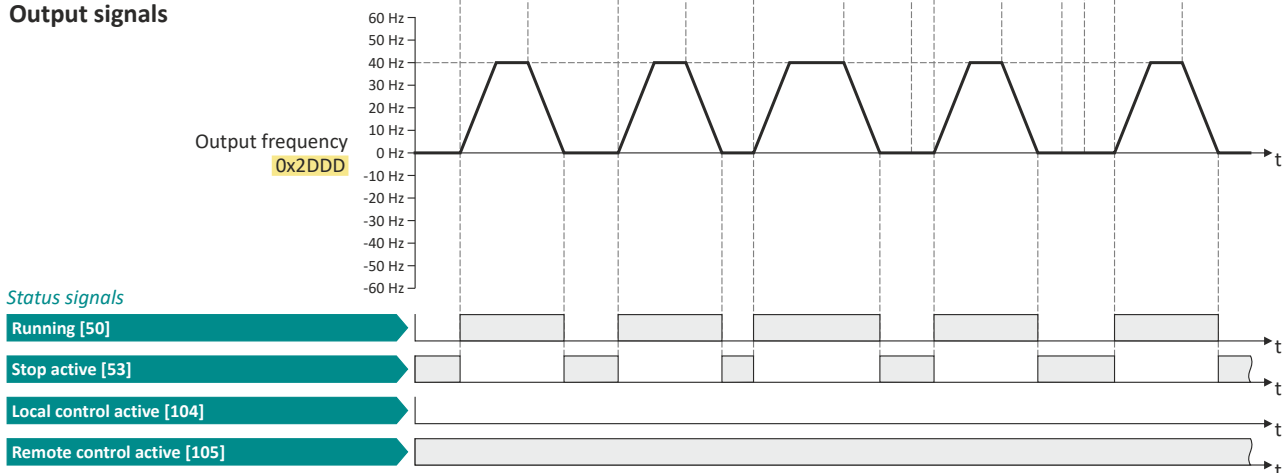 Output signals
60 Hz
50 Hz
40 Hz
30 Hz
20 Hz
10 Hz
0 Hz
-10 Hz
-20 Hz
-30 Hz
-40 Hz
-50 Hz
-60 Hz
Output frequency
0x2DDD
t
Status signals
Running [50]
t
Stop active [53]
t
Local control active [104]
t
Remote control active [105]
t